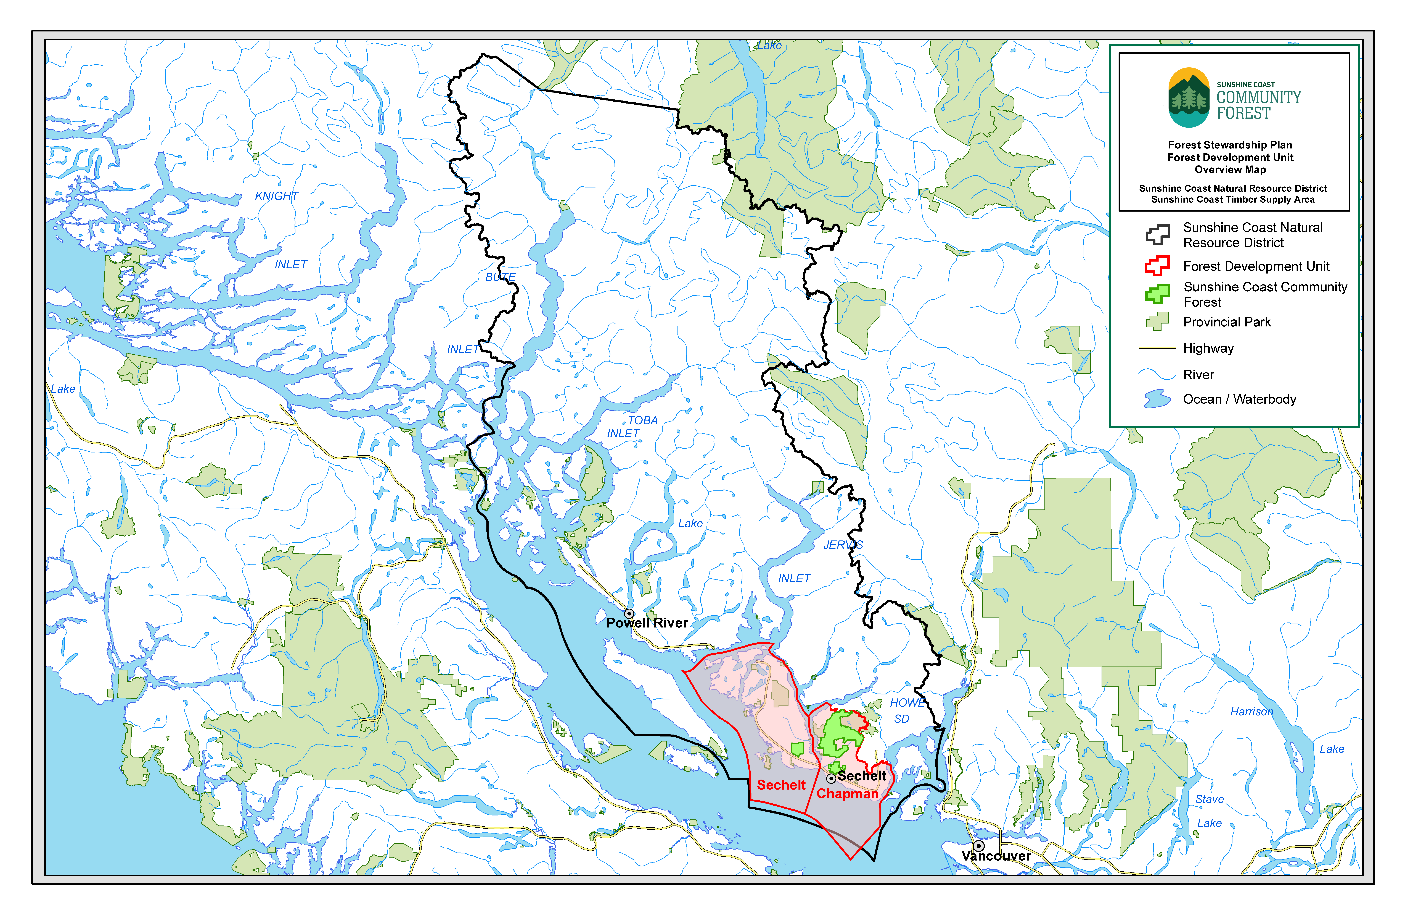 Lake
SUNSHINE COAST
COMMUNITY
FOREST
Forest Stewardship Plan
Forest Development Unit
Overview Map
Sunshine Coast Natural Resource District
Sunshine Coast Timber Supply Area
Sunshine Coast Natural
Resource District
Forest Development Unit
Sunshine Coast Community
Forest
Provincial Park
Highway
River
Ocean / Waterbody
KNIGHT
INLET
BUTE
INLET
Lake
TOBA
INLET
Lake
JERVIS
INLET
Powell River
HOWE
SD
Harrison
Lake
Sechelt
Sechelt
Chapman
Stave
Lake
Vancouver